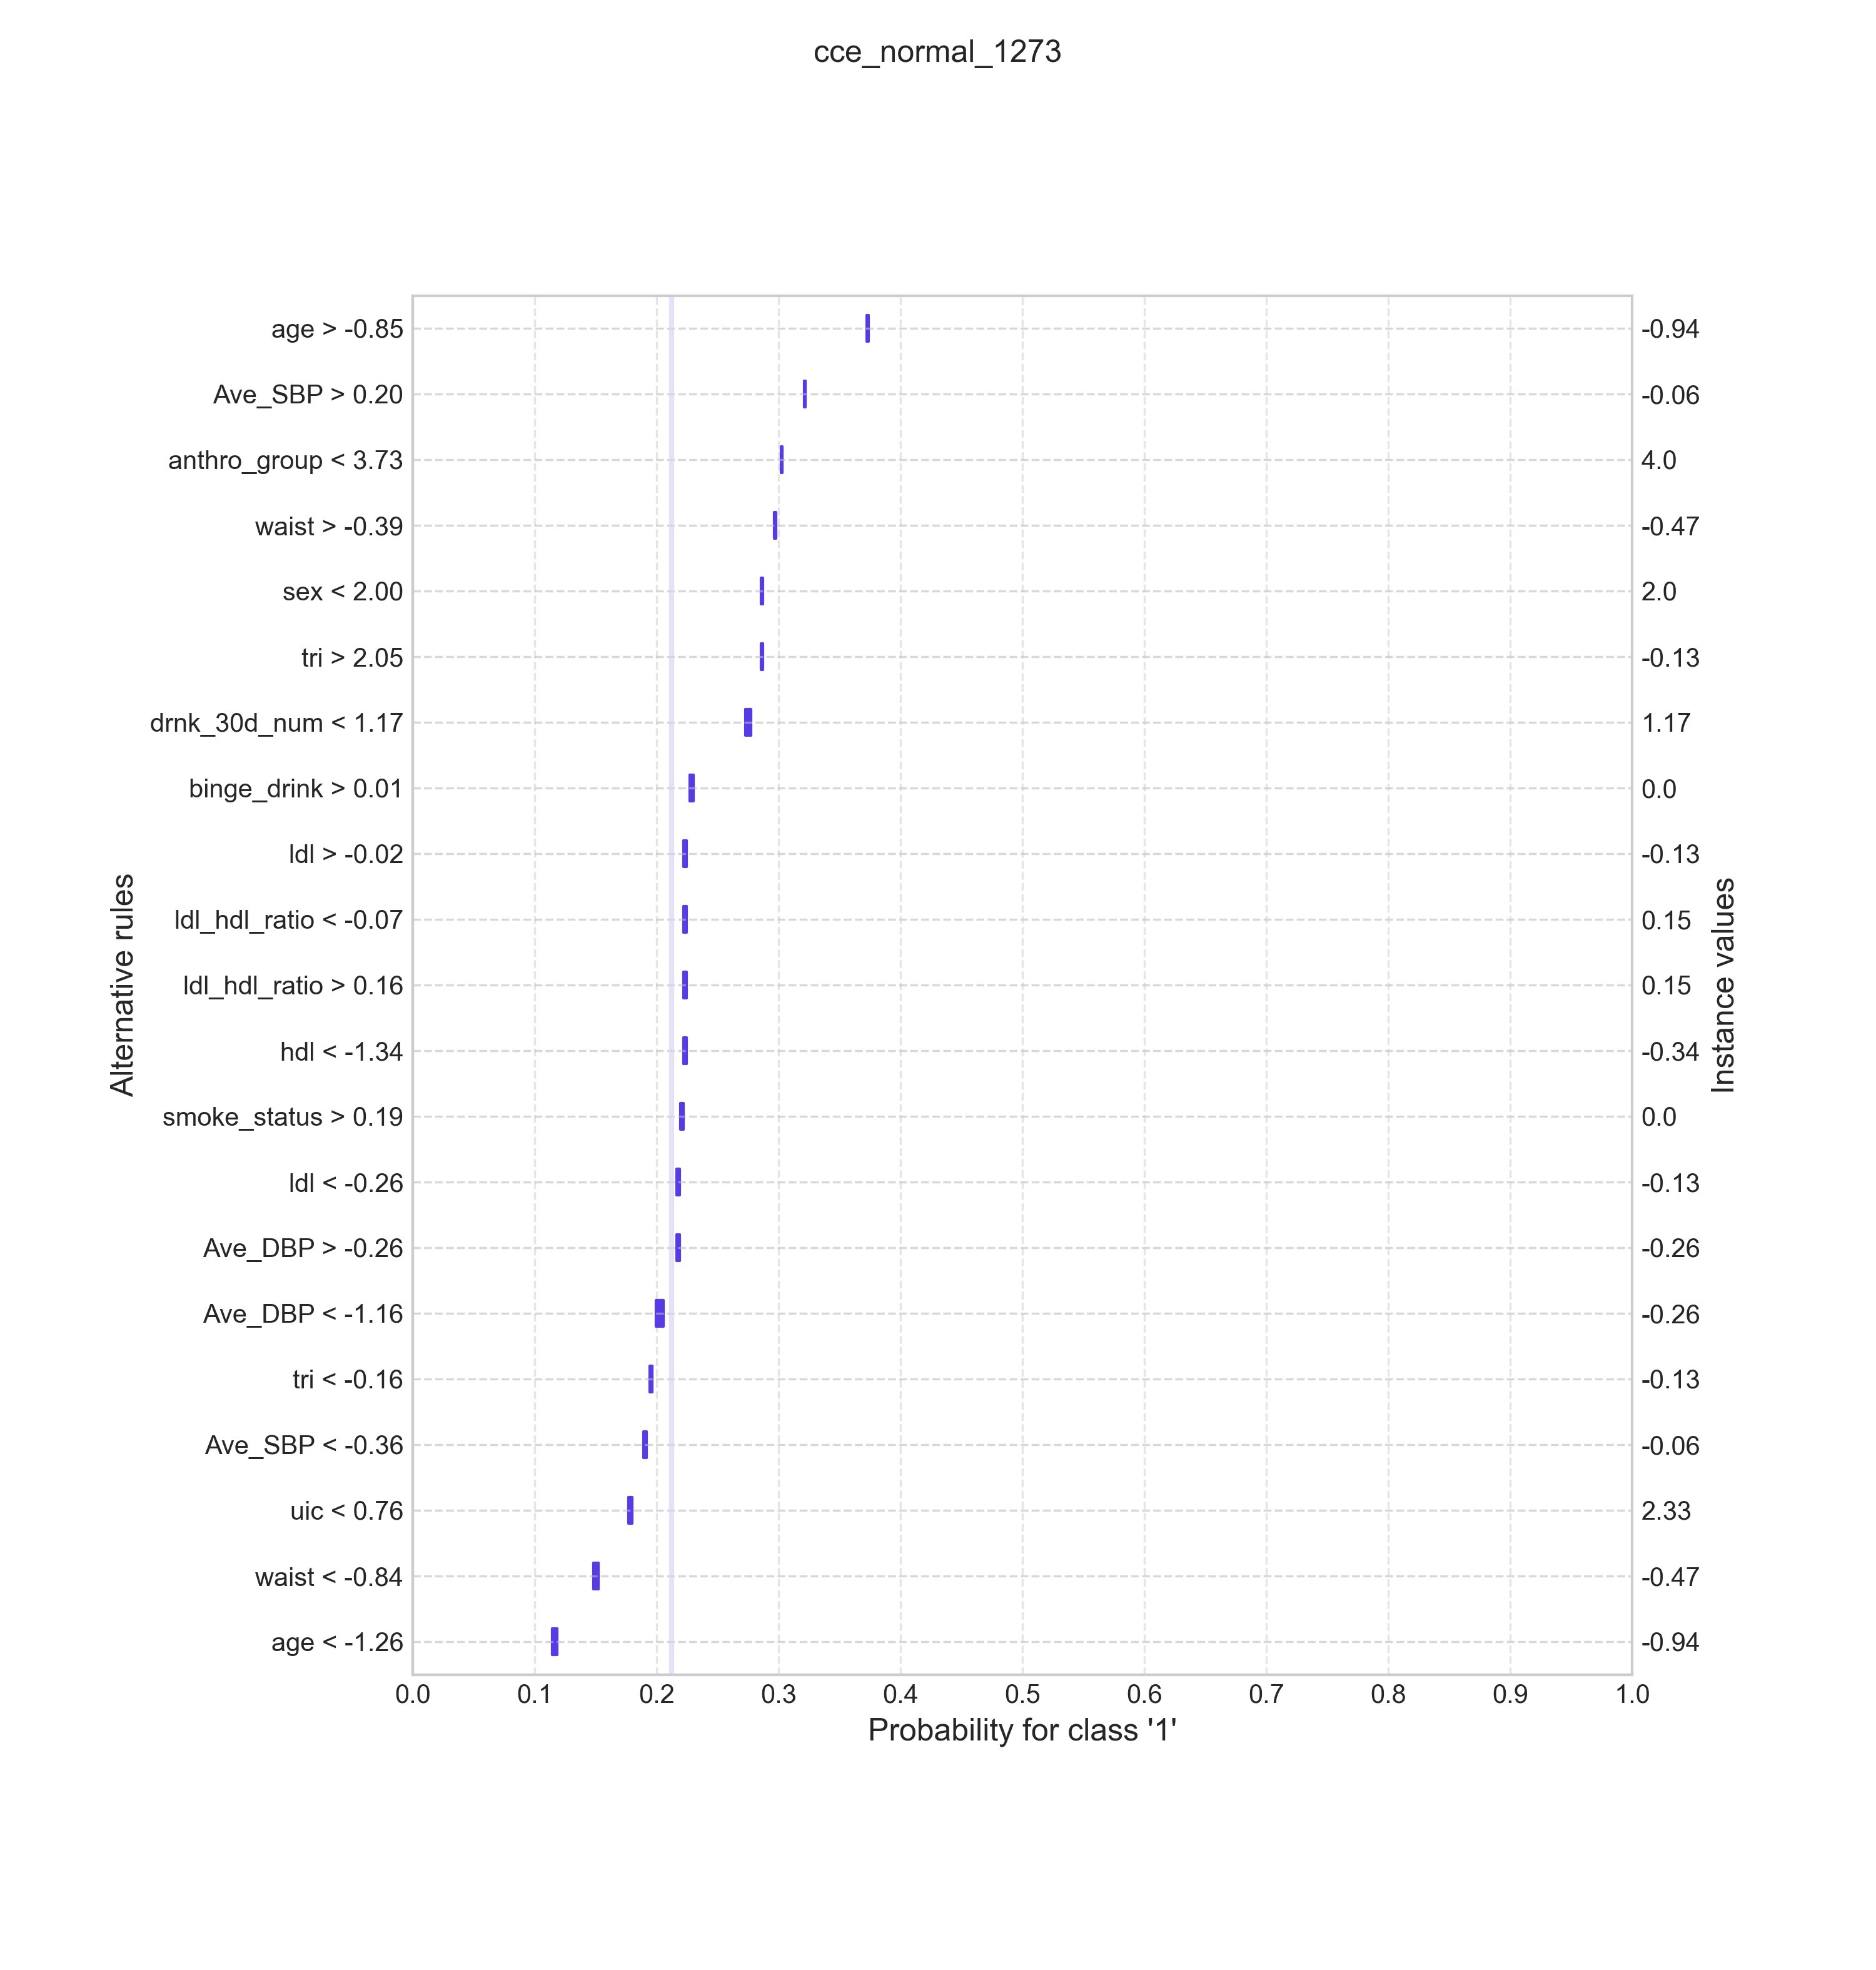 cce_normal_1273
age > -0.85 -0.94
Ave_SBP > 0.20 -0.06
anthro_group < 3.73 4.0
waist > -0.39 -0.47
sex < 2.00 2.0
tri > 2.05 -0.13
drnk_30d_num < 1.17 1.17
binge_drink > 0.01 0.0
ldl > -0.02 -0.13
ldl_hdl_ratio < -0.07 0.15
ldl_hdl_ratio > 0.16 0.15
hdl < -1.34 -0.34
smoke_status > 0.19 0.0
ldl < -0.26 -0.13
Ave_DBP > -0.26 -0.26
Ave_DBP < -1.16 -0.26
tri < -0.16 -0.13
Ave_SBP < -0.36 -0.06
uic < 0.76 2.33
waist < -0.84 -0.47
age < -1.26 -0.94
Alternative rules
Instance values
0.0 0.1 0.2 0.3 0.4 0.5 0.6 0.7 0.8 0.9 1.0
Probability for class '1'